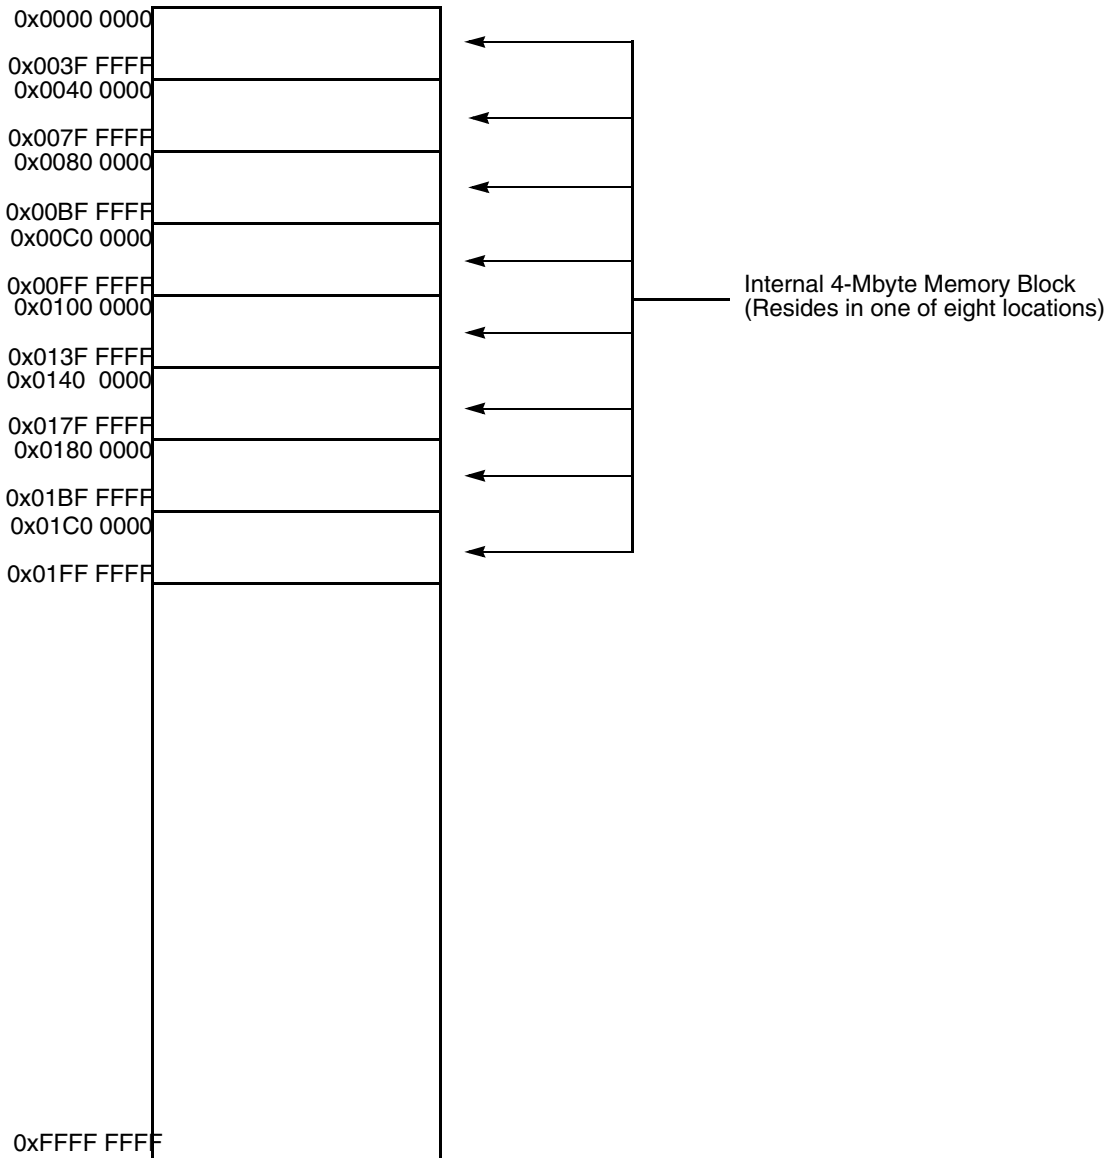 0x0000 0000
0x003F FFFF
0x0040 0000
0x007F FFFF
0x0080 0000
0x00BF FFFF
0x00C0 0000
0x00FF FFFF
0x0100 0000
0x013F FFFF
0x0140  0000
0x017F FFFF
0x0180 0000
0x01BF FFFF
0x01C0 0000
0x01FF FFFF
0xFFFF FFFF
Internal 4-Mbyte Memory Block
(Resides in one of eight locations)